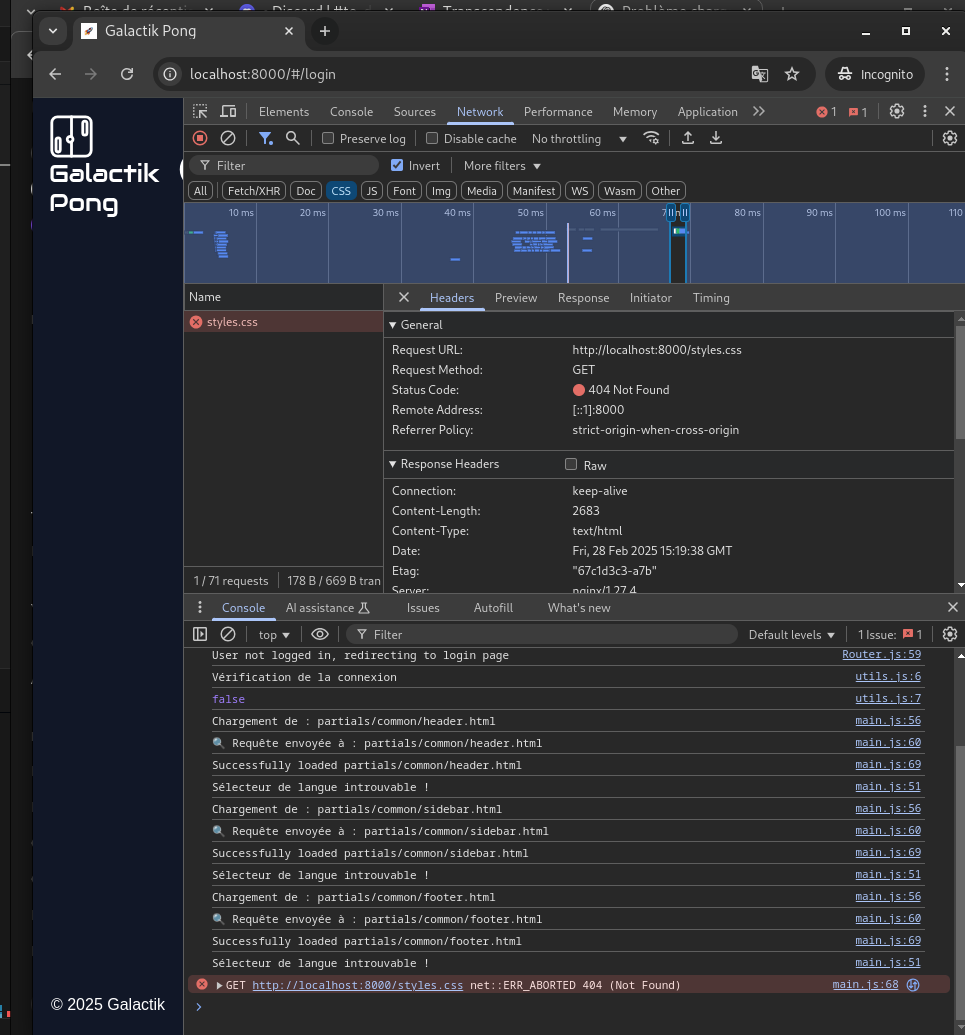 Galactik Pong
localhost:8000/#/login
Incognito
Galactik
Pong
Elements Console Sources Network Performance Memory Application 1 1
Preserve log Disable cache No throttling
Filter Invert More filters
All Fetch/XHR Doc CSS JS Font Img Media Manifest WS Wasm Other
10 ms 20 ms 30 ms 40 ms 50 ms 60 ms 80 ms 90 ms 100 ms 110
Name
styles.css
1 / 71 requests 178 B / 669 B tran
Headers Preview Response Initiator Timing
General
Request URL: http://localhost:8000/styles.css
Request Method: GET
Status Code: 404 Not Found
Remote Address: [::1]:8000
Referrer Policy: strict-origin-when-cross-origin
Response Headers Raw
Connection: keep-alive
Content-Length: 2683
Content-Type: text/html
Date: Fri, 28 Feb 2025 15:19:38 GMT
Etag: "67c1d3c3-a7b"
Server: nginx/1.27.4
Console AI assistance Issues Autofill What's new
top Filter Default levels 1 Issue: 1
User not logged in, redirecting to login page Router.js:59
Vérification de la connexion utils.js:6
false utils.js:7
Chargement de : partials/common/header.html main.js:56
🔍 Requête envoyée à : partials/common/header.html main.js:60
Successfully loaded partials/common/header.html main.js:69
Sélecteur de langue introuvable ! main.js:51
Chargement de : partials/common/sidebar.html main.js:56
🔍 Requête envoyée à : partials/common/sidebar.html main.js:60
Successfully loaded partials/common/sidebar.html main.js:69
Sélecteur de langue introuvable ! main.js:51
Chargement de : partials/common/footer.html main.js:56
🔍 Requête envoyée à : partials/common/footer.html main.js:60
Successfully loaded partials/common/footer.html main.js:69
Sélecteur de langue introuvable ! main.js:51
GET http://localhost:8000/styles.css net::ERR_ABORTED 404 (Not Found) main.js:68
© 2025 Galactik